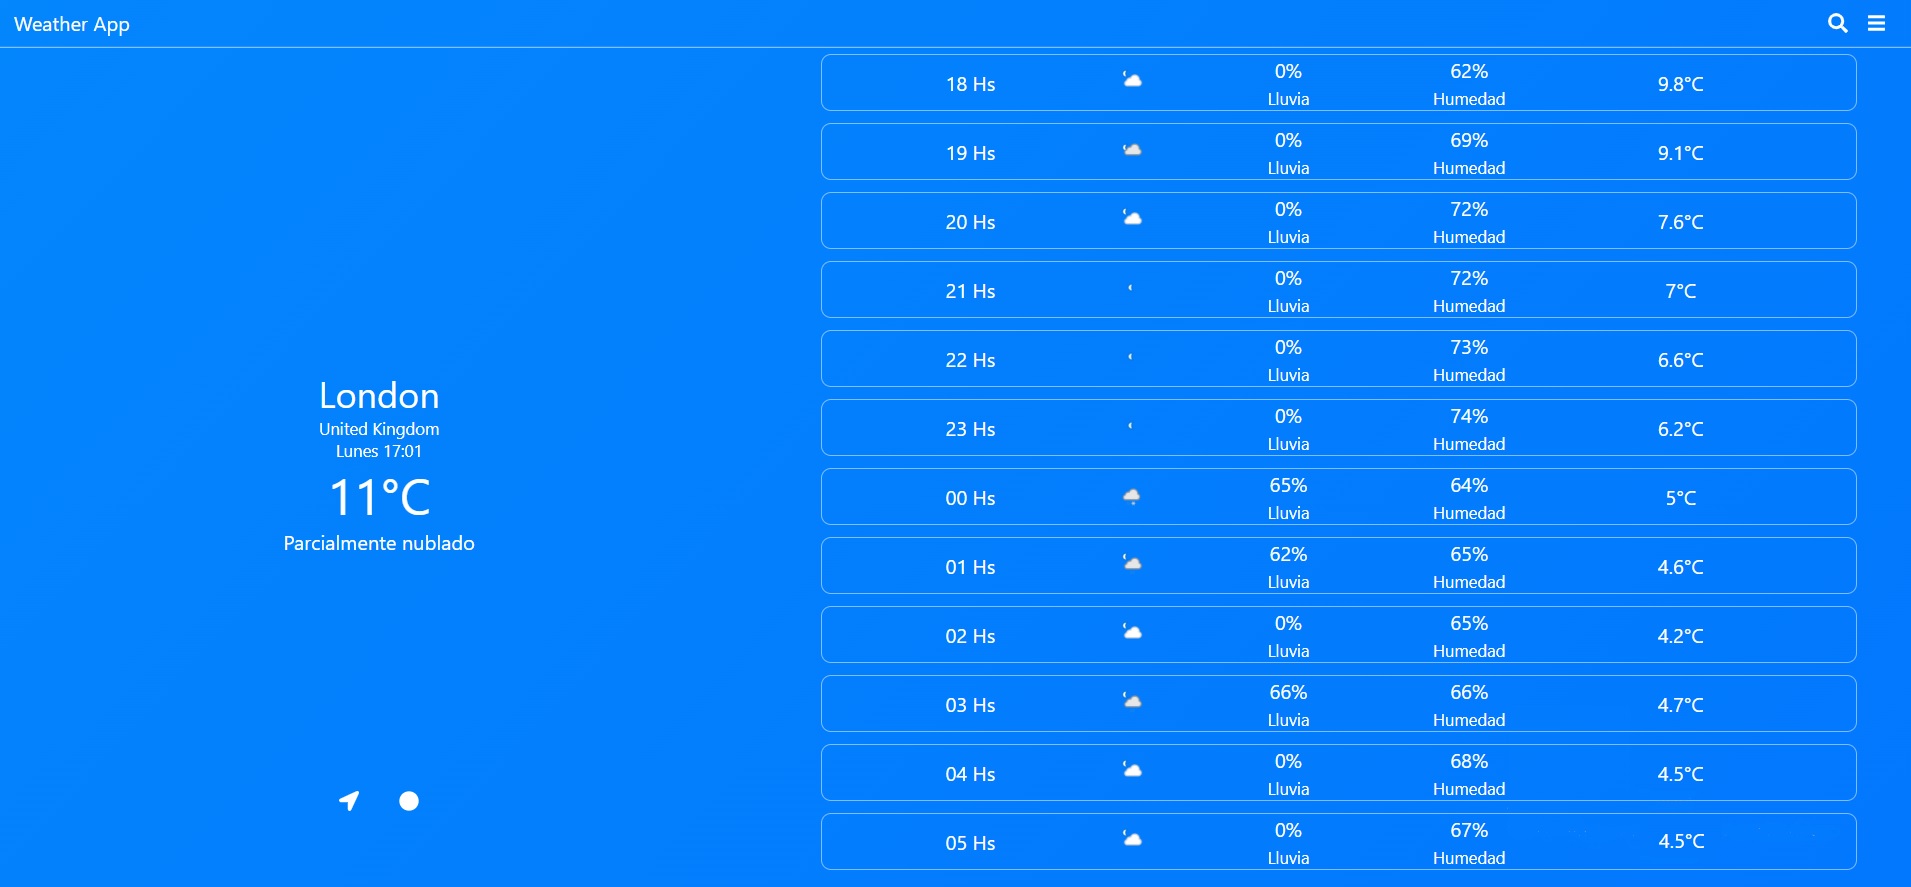 Weather App
London
United Kingdom
Lunes 17:01
11°C
Parcialmente nublado
18 Hs 0% Lluvia 62% Humedad 9.8°C
19 Hs 0% Lluvia 69% Humedad 9.1°C
20 Hs 0% Lluvia 72% Humedad 7.6°C
21 Hs 0% Lluvia 72% Humedad 7°C
22 Hs 0% Lluvia 73% Humedad 6.6°C
23 Hs 0% Lluvia 74% Humedad 6.2°C
00 Hs 65% Lluvia 64% Humedad 5°C
01 Hs 62% Lluvia 65% Humedad 4.6°C
02 Hs 0% Lluvia 65% Humedad 4.2°C
03 Hs 66% Lluvia 66% Humedad 4.7°C
04 Hs 0% Lluvia 68% Humedad 4.5°C
05 Hs 0% Lluvia 67% Humedad 4.5°C